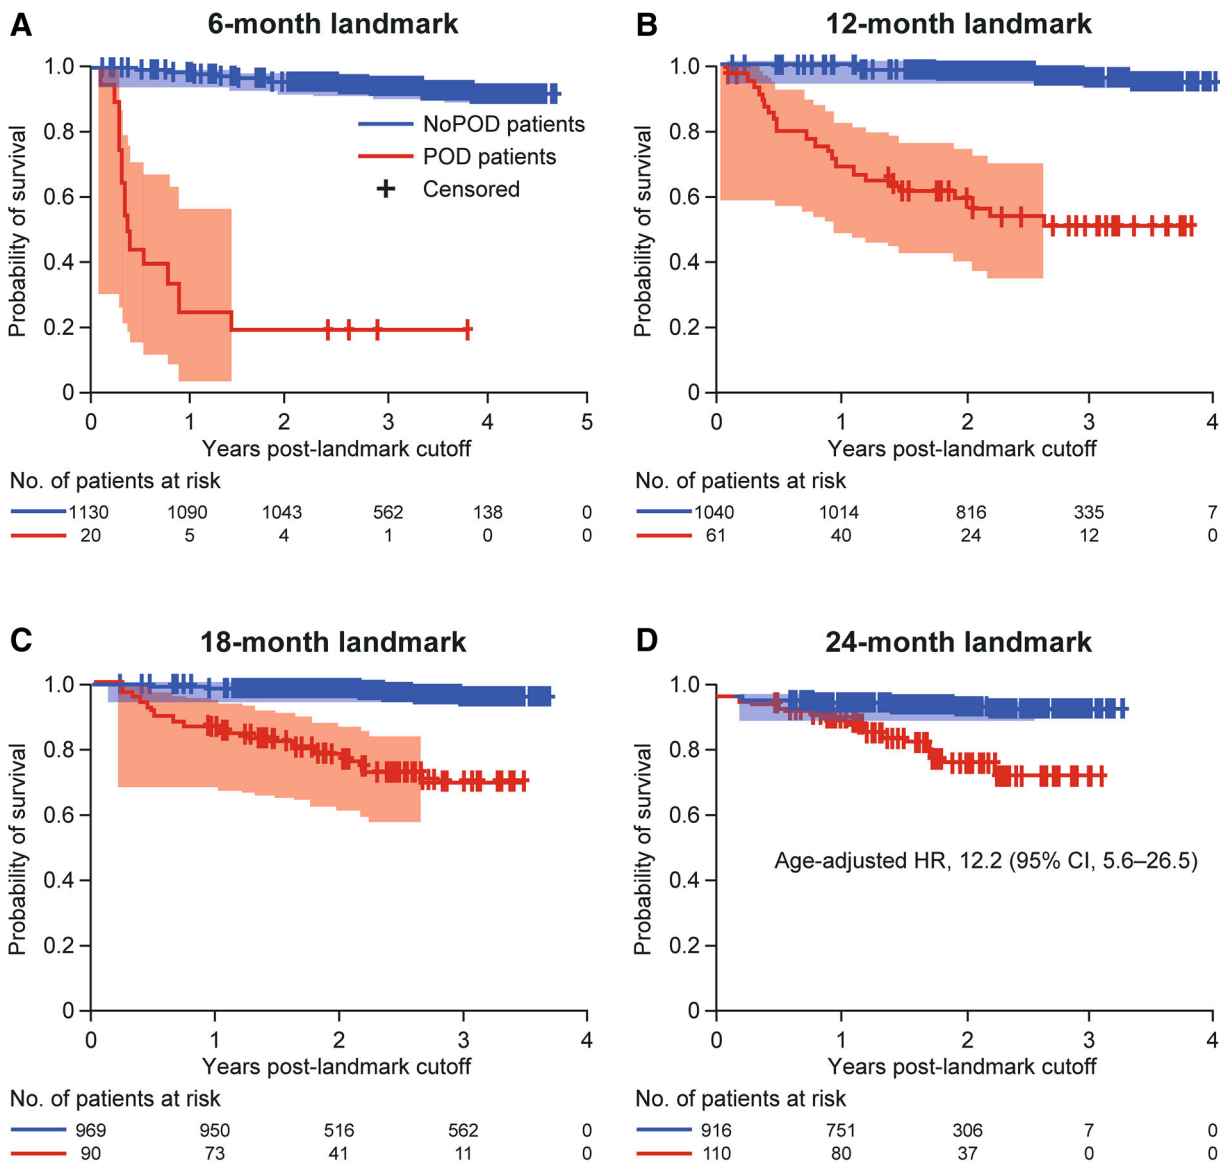 A
6-month landmark
1.0
0.8
0.6
0.4
0.2
0
Probability of survival
NoPOD patients
POD patients
Censored
0 1 2 3 4 5
Years post-landmark cutoff
No. of patients at risk
1130 1090 1043 562 138 0
20 5 4 1 0 0
B
12-month landmark
1.0
0.8
0.6
0.4
0.2
0
Probability of survival
0 1 2 3 4
Years post-landmark cutoff
No. of patients at risk
1040 1014 816 335 7
61 40 24 12 0
C
18-month landmark
1.0
0.8
0.6
0.4
0.2
0
Probability of survival
0 1 2 3 4
Years post-landmark cutoff
No. of patients at risk
969 950 516 562 0
90 73 41 11 0
D
24-month landmark
1.0
0.8
0.6
0.4
0.2
0
Probability of survival
Age-adjusted HR, 12.2 (95% CI, 5.6–26.5)
0 1 2 3 4
Years post-landmark cutoff
No. of patients at risk
916 751 306 7 0
110 80 37 0 0